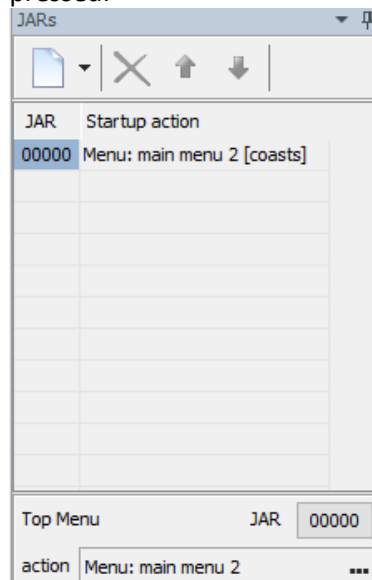 JARs
JAR Startup action
00000 Menu: main menu 2 [coasts]
Top Menu JAR 00000
action Menu: main menu 2 ...